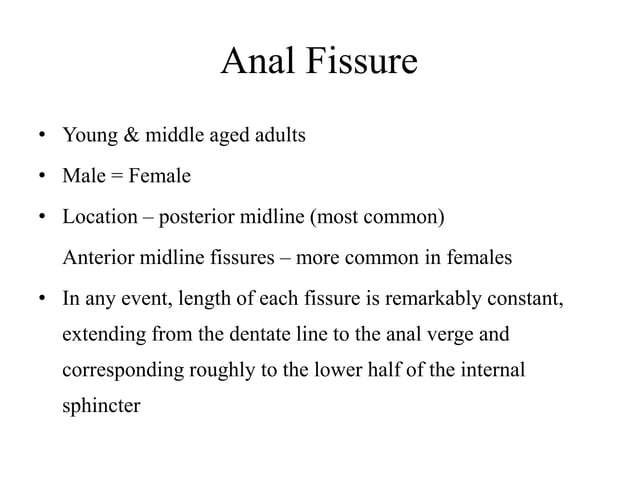 Anal Fissure
• Young & middle aged adults
• Male = Female
• Location – posterior midline (most common)
Anterior midline fissures – more common in females
• In any event, length of each fissure is remarkably constant,
extending from the dentate line to the anal verge and
corresponding roughly to the lower half of the internal
sphincter